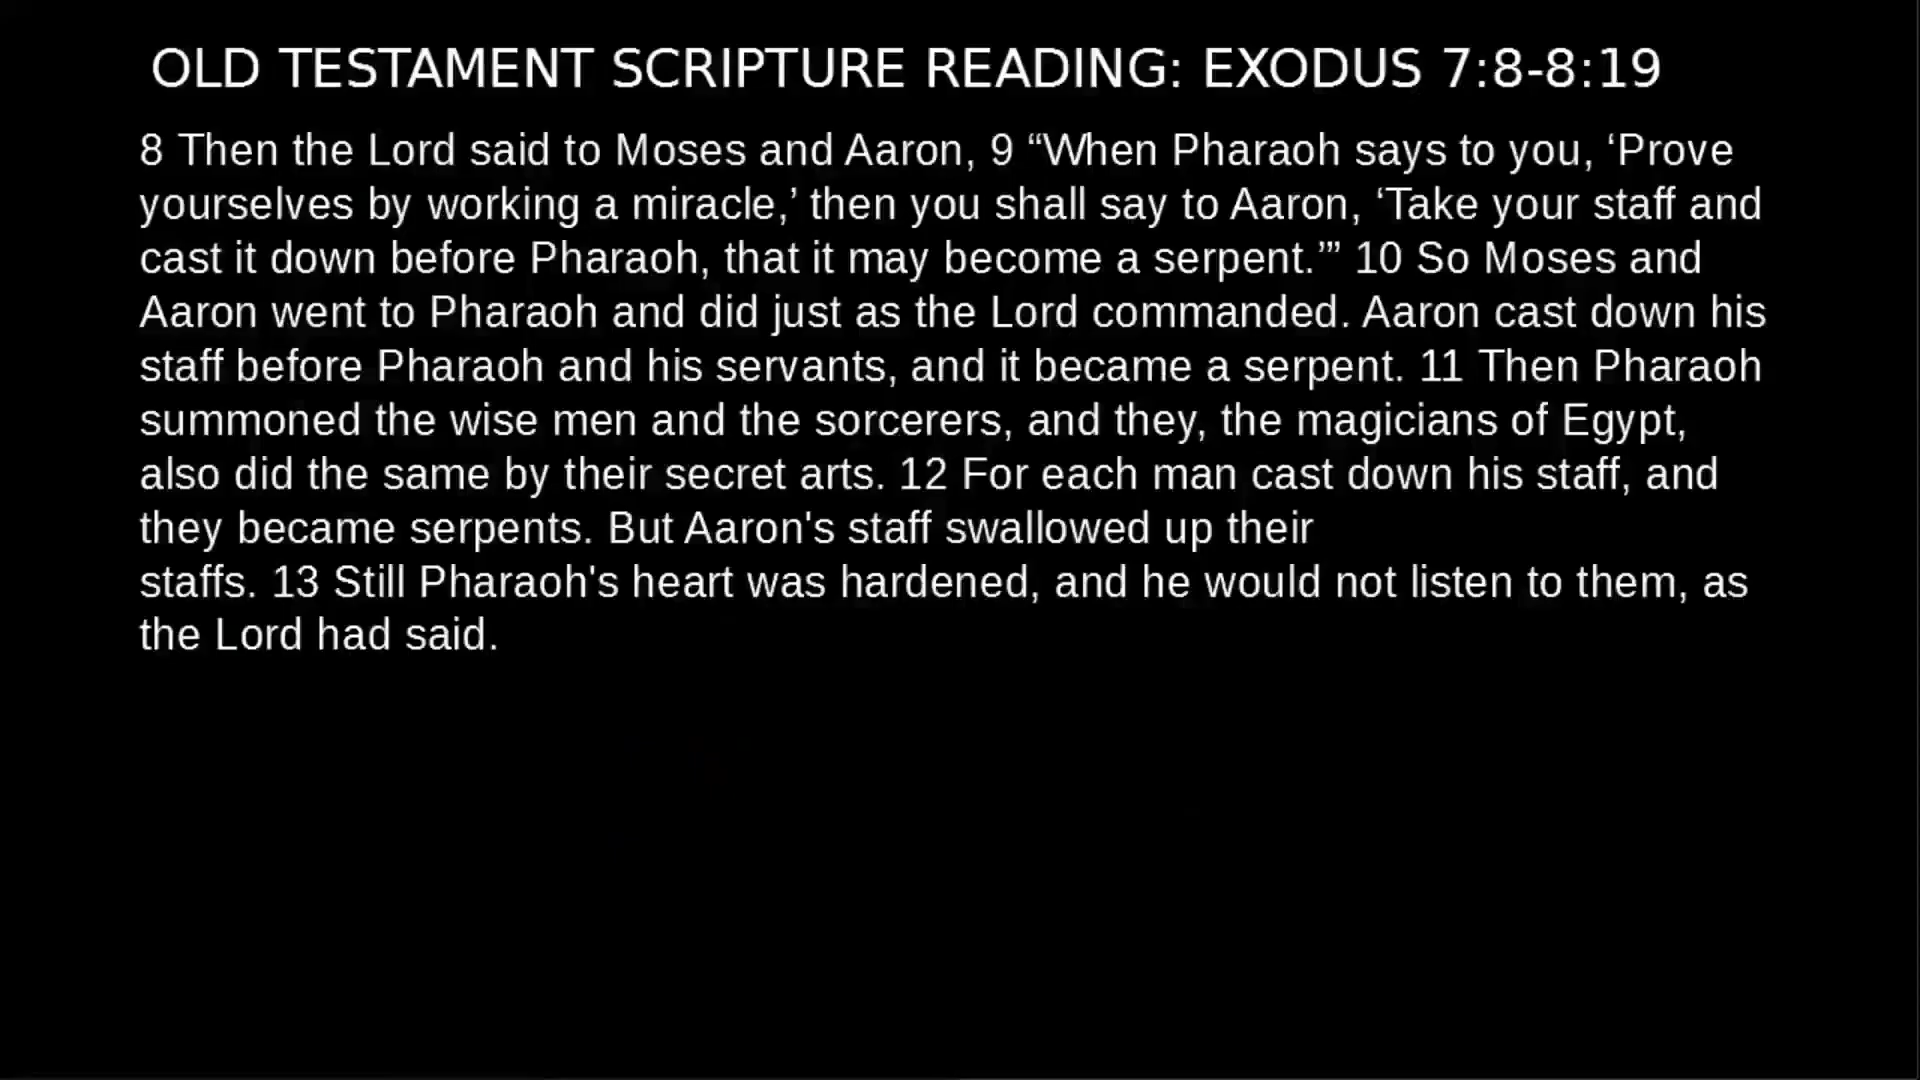 OLD TESTAMENT SCRIPTURE READING: EXODUS 7:8-8:19
8 Then the Lord said to Moses and Aaron, 9 “When Pharaoh says to you, ‘Prove
yourselves by working a miracle,’ then you shall say to Aaron, ‘Take your staff and
cast it down before Pharaoh, that it may become a serpent.’” 10 So Moses and
Aaron went to Pharaoh and did just as the Lord commanded. Aaron cast down his
staff before Pharaoh and his servants, and it became a serpent. 11 Then Pharaoh
summoned the wise men and the sorcerers, and they, the magicians of Egypt,
also did the same by their secret arts. 12 For each man cast down his staff, and
they became serpents. But Aaron's staff swallowed up their
staffs. 13 Still Pharaoh's heart was hardened, and he would not listen to them, as
the Lord had said.